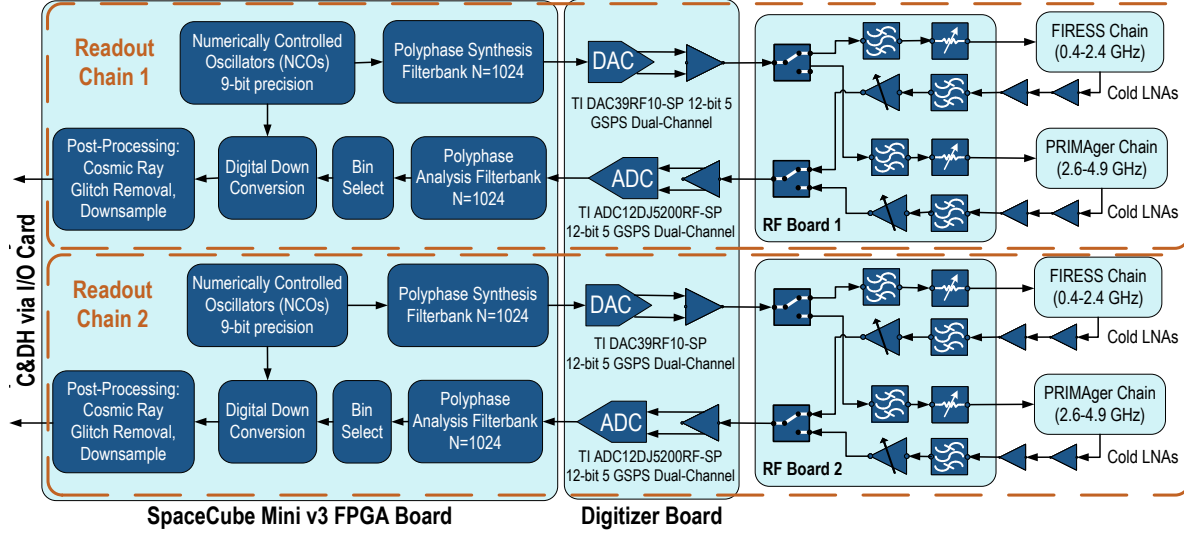 Readout
Chain 1
Numerically Controlled
Oscillators (NCOs)
9-bit precision
Polyphase Synthesis
Filterbank N=1024
DAC
TI DAC39RF10-SP 12-bit 5
GSPS Dual-Channel
FIRESS Chain
(0.4-2.4 GHz)
Cold LNAs
Post-Processing:
Cosmic Ray
Glitch Removal,
Downsample
Digital Down
Conversion
Bin
Select
Polyphase
Analysis Filterbank
N=1024
ADC
TI ADC12DJ5200RF-SP
12-bit 5 GSPS Dual-Channel
RF Board 1
PRIMAger Chain
(2.6-4.9 GHz)
Cold LNAs
C&DH via I/O Card
Readout
Chain 2
Numerically Controlled
Oscillators (NCOs)
9-bit precision
Polyphase Synthesis
Filterbank N=1024
DAC
TI DAC39RF10-SP
12-bit 5 GSPS Dual-Channel
FIRESS Chain
(0.4-2.4 GHz)
Cold LNAs
Post-Processing:
Cosmic Ray
Glitch Removal,
Downsample
Digital Down
Conversion
Bin
Select
Polyphase
Analysis Filterbank
N=1024
ADC
TI ADC12DJ5200RF-SP
12-bit 5 GSPS Dual-Channel
RF Board 2
PRIMAger Chain
(2.6-4.9 GHz)
Cold LNAs
SpaceCube Mini v3 FPGA Board
Digitizer Board